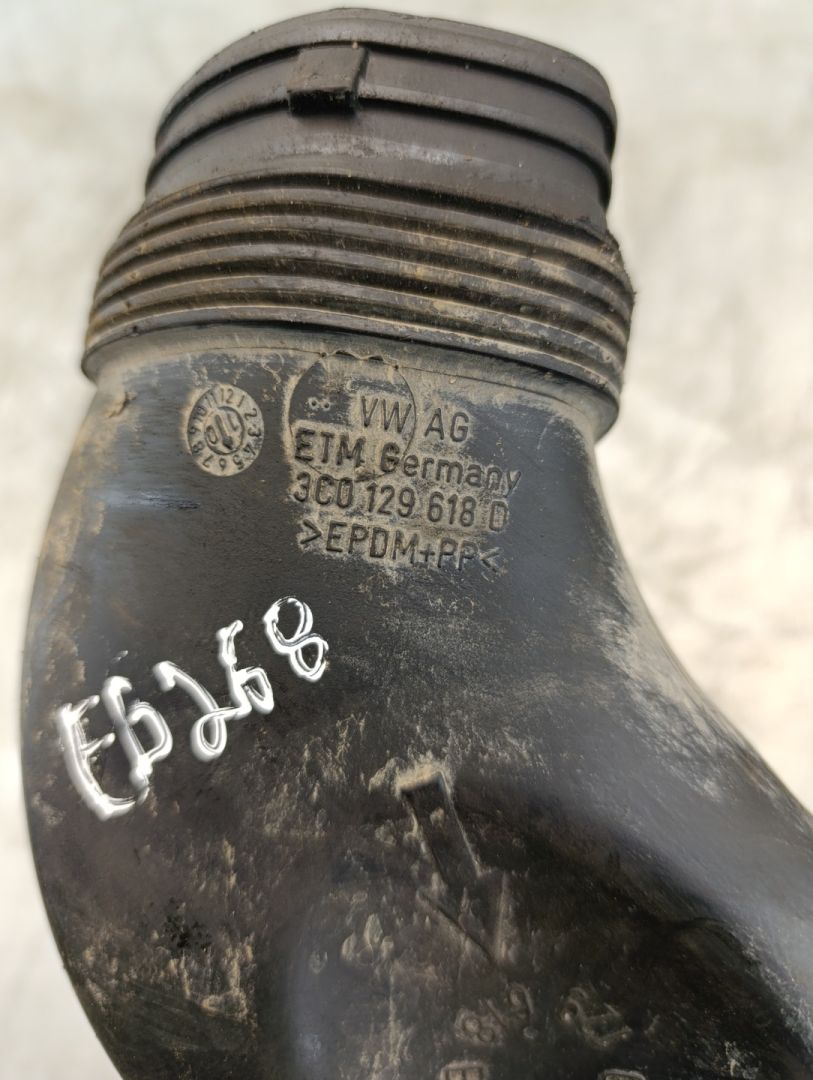 VW AG
ETM Germany
3C0 129 618 D
>EPDM+PP<
E6268